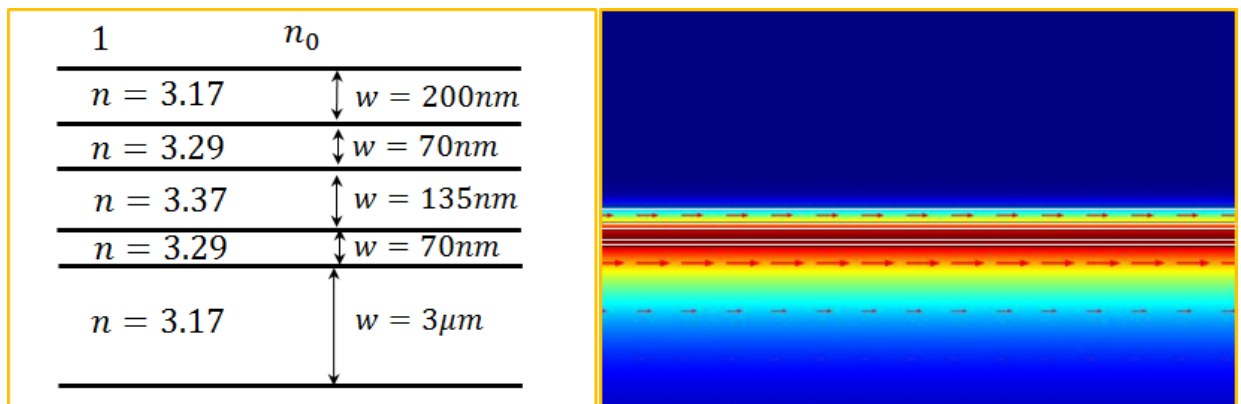 1 n₀
n = 3.17 w = 200nm
n = 3.29 w = 70nm
n = 3.37 w = 135nm
n = 3.29 w = 70nm
n = 3.17 w = 3μm